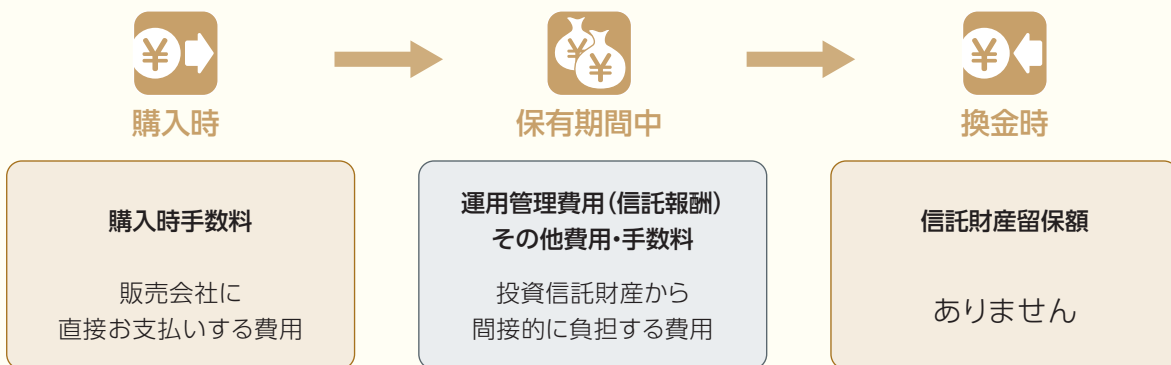 ¥
購入時
購入時手数料
販売会社に
直接お支払いする費用
¥
¥
保有期間中
運用管理費用(信託報酬)
その他費用・手数料
投資信託財産から
間接的に負担する費用
¥
換金時
信託財産留保額
ありません